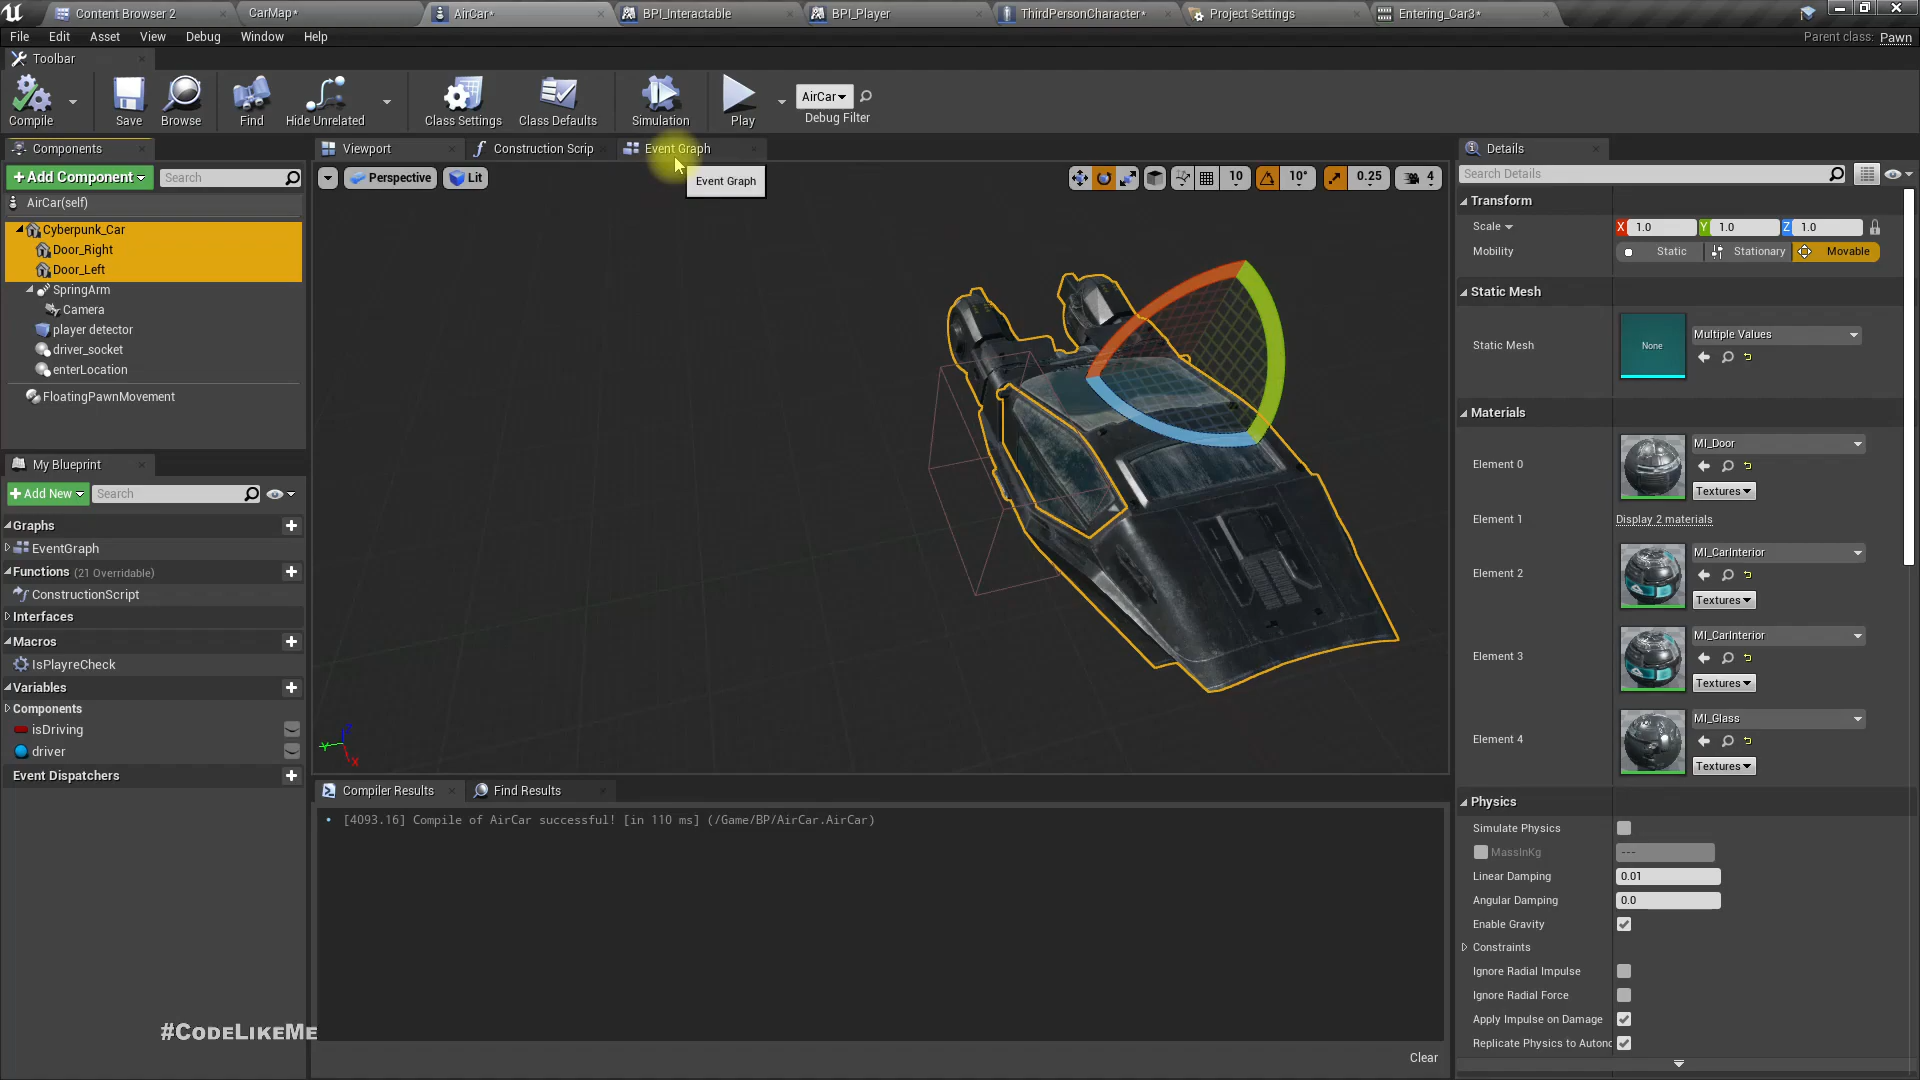 Content Browser 2
CarMap*
AirCar*
BPI_Interactable
BPI_Player
ThirdPersonCharacter*
Project Settings
Entering_Car3*
File
Edit
Asset
View
Debug
Window
Help
Parent class: Pawn
Toolbar
Compile
Save
Browse
Find
Hide Unrelated
Class Settings
Class Defaults
Simulation
Play
AirCar
Debug Filter
Components
Viewport
Construction Scrip
Event Graph
Details
+Add Component
Search
Perspective
Lit
Event Graph
10
10°
0.25
4
Search Details
AirCar(self)
Transform
Cyberpunk_Car
Scale
X 1.0
Y 1.0
Z 1.0
Door_Right
Mobility
Static
Stationary
Movable
Door_Left
SpringArm
Static Mesh
Camera
player detector
Static Mesh
None
Multiple Values
driver_socket
enterLocation
FloatingPawnMovement
Materials
MI_Door
My Blueprint
Element 0
+Add New
Search
Textures
Graphs
Element 1
Display 2 materials
EventGraph
MI_CarInterior
Functions (21 Overridable)
Element 2
ConstructionScript
Textures
Interfaces
MI_CarInterior
Macros
Element 3
IsPlayreCheck
Textures
Variables
Components
MI_Glass
isDriving
Element 4
driver
Textures
Event Dispatchers
Y
Z
X
Compiler Results
Find Results
Physics
[4093.16] Compile of AirCar successful! [in 110 ms] (/Game/BP/AirCar.AirCar)
Simulate Physics
MassInKg
---
Linear Damping
0.01
Angular Damping
0.0
Enable Gravity
Constraints
Ignore Radial Impulse
Ignore Radial Force
Apply Impulse on Damage
Replicate Physics to Autono
#CodeLikeMe
Clear